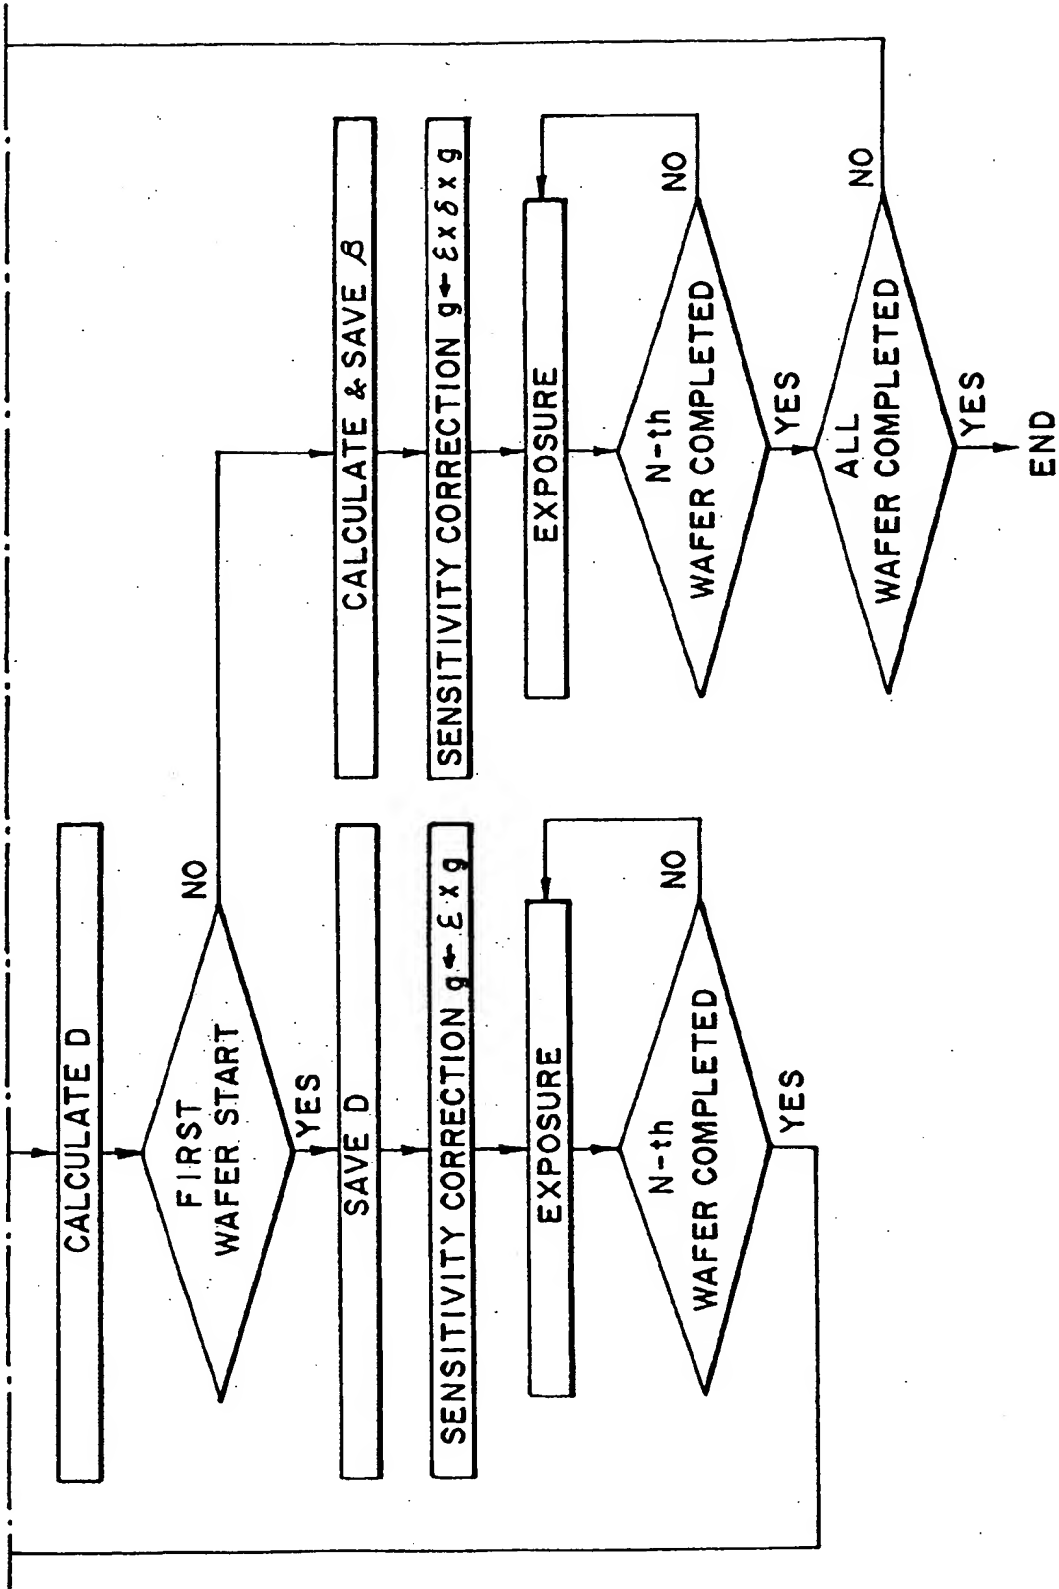 CALCULATE D
FIRST
WAFER START
NO
YES
SAVE D
SENSITIVITY CORRECTION g ← ε x g
EXPOSURE
N-th
WAFER COMPLETED
NO
YES
CALCULATE & SAVE β
SENSITIVITY CORRECTION g ← ε x δ x g
EXPOSURE
N-th
WAFER COMPLETED
NO
YES
ALL
WAFER COMPLETED
NO
YES
END